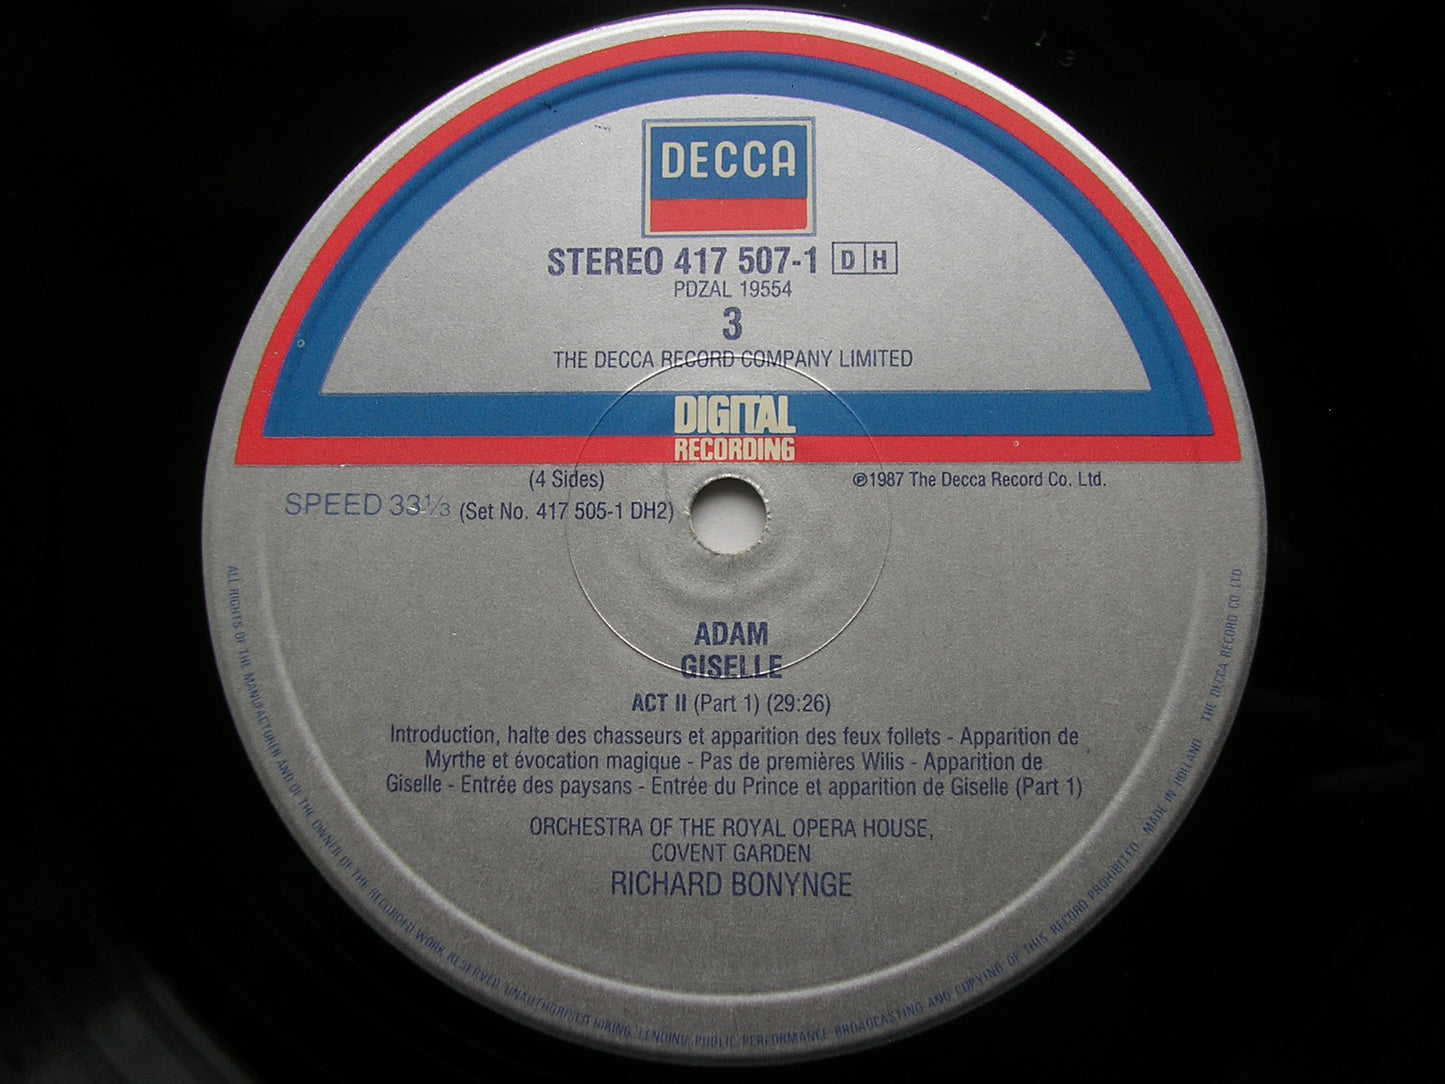 DECCA
STEREO 417 507-1 DH
PDZAL 19554
3
THE DECCA RECORD COMPANY LIMITED
DIGITAL
RECORDING
(4 Sides)
℗1987 The Decca Record Co. Ltd.
SPEED 33⅓ (Set No. 417 505-1 DH2)
ADAM
GISELLE
ACT II (Part 1) (29:26)
Introduction, halte des chasseurs et apparition des feux follets - Apparition de
Myrthe et évocation magique - Pas de premières Wilis - Apparition de
Giselle - Entrée des paysans - Entrée du Prince et apparition de Giselle (Part 1)
ORCHESTRA OF THE ROYAL OPERA HOUSE,
COVENT GARDEN
RICHARD BONYNGE
ALL RIGHTS OF THE MANUFACTURER AND OF THE OWNER OF THE RECORDED WORK RESERVED. UNAUTHORISED HIRING, LENDING, PUBLIC PERFORMANCE, BROADCASTING AND COPYING OF THIS RECORD PROHIBITED. MADE IN HOLLAND. THE DECCA RECORD CO. LTD
13